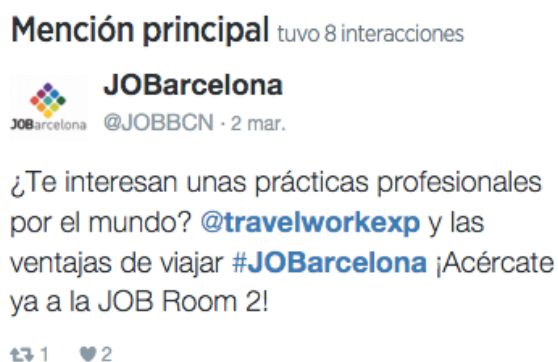 Mención principal tuvo 8 interacciones
JOBarcelona
JOBarcelona @JOBBCN · 2 mar.
¿Te interesan unas prácticas profesionales
por el mundo? @travelworkexp y las
ventajas de viajar #JOBarcelona ¡Acércate
ya a la JOB Room 2!
1 2